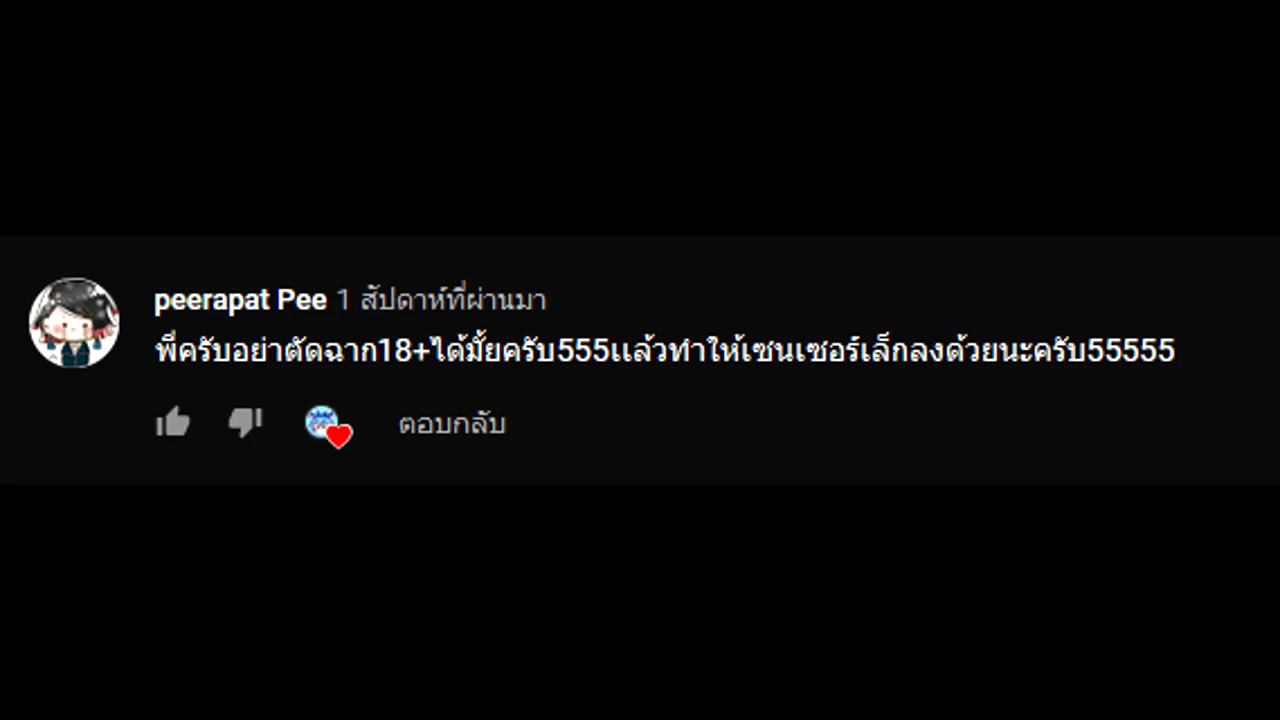 peerapat Pee 1 สัปดาห์ที่ผ่านมา
พี่ครับอย่าตัดฉาก18+ได้มั้ยครับ555เเล้วทำให้เซนเซอร์เล็กลงด้วยนะครับ55555
ตอบกลับ